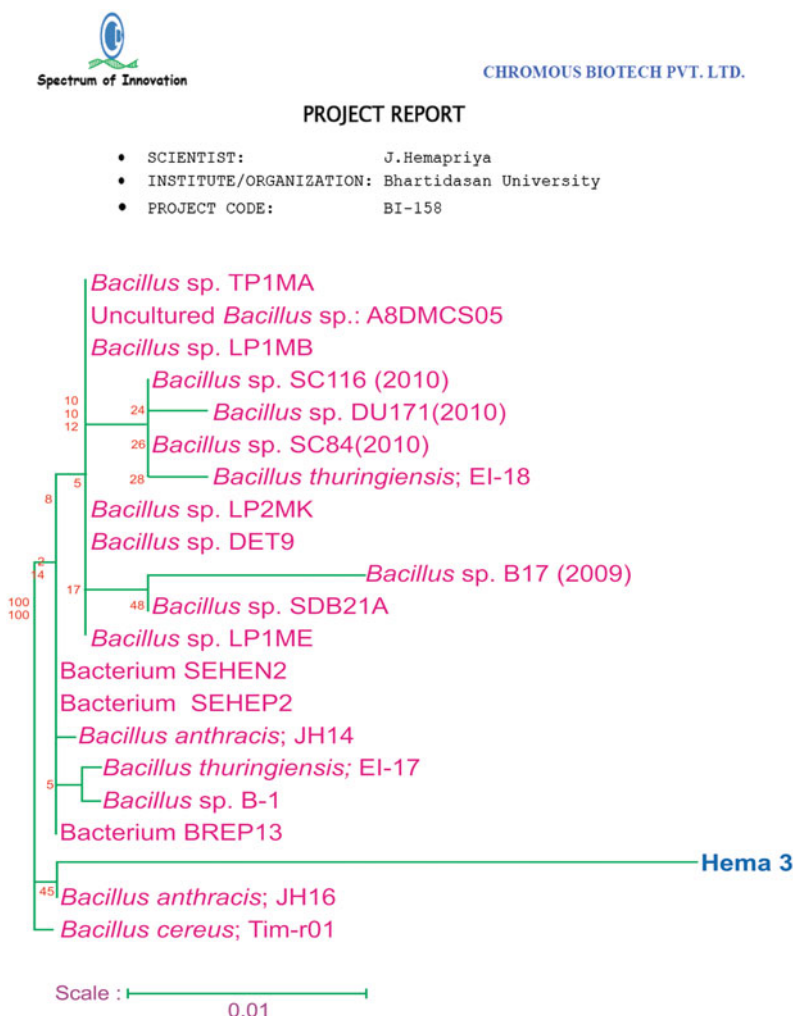 Spectrum of Innovation
CHROMOUS BIOTECH PVT. LTD.
PROJECT REPORT
• SCIENTIST: J.Hemapriya
• INSTITUTE/ORGANIZATION: Bhartidasan University
• PROJECT CODE: BI-158
Bacillus sp. TP1MA
Uncultured Bacillus sp.: A8DMCS05
Bacillus sp. LP1MB
Bacillus sp. SC116 (2010)
10
10
12
24
Bacillus sp. DU171(2010)
26
Bacillus sp. SC84(2010)
28
Bacillus thuringiensis; EI-18
5
8
Bacillus sp. LP2MK
Bacillus sp. DET9
2
14
Bacillus sp. B17 (2009)
17
100
100
48
Bacillus sp. SDB21A
Bacillus sp. LP1ME
Bacterium SEHEN2
Bacterium SEHEP2
Bacillus anthracis; JH14
Bacillus thuringiensis; EI-17
5
Bacillus sp. B-1
Bacterium BREP13
Hema 3
45
Bacillus anthracis; JH16
Bacillus cereus; Tim-r01
Scale :
0.01